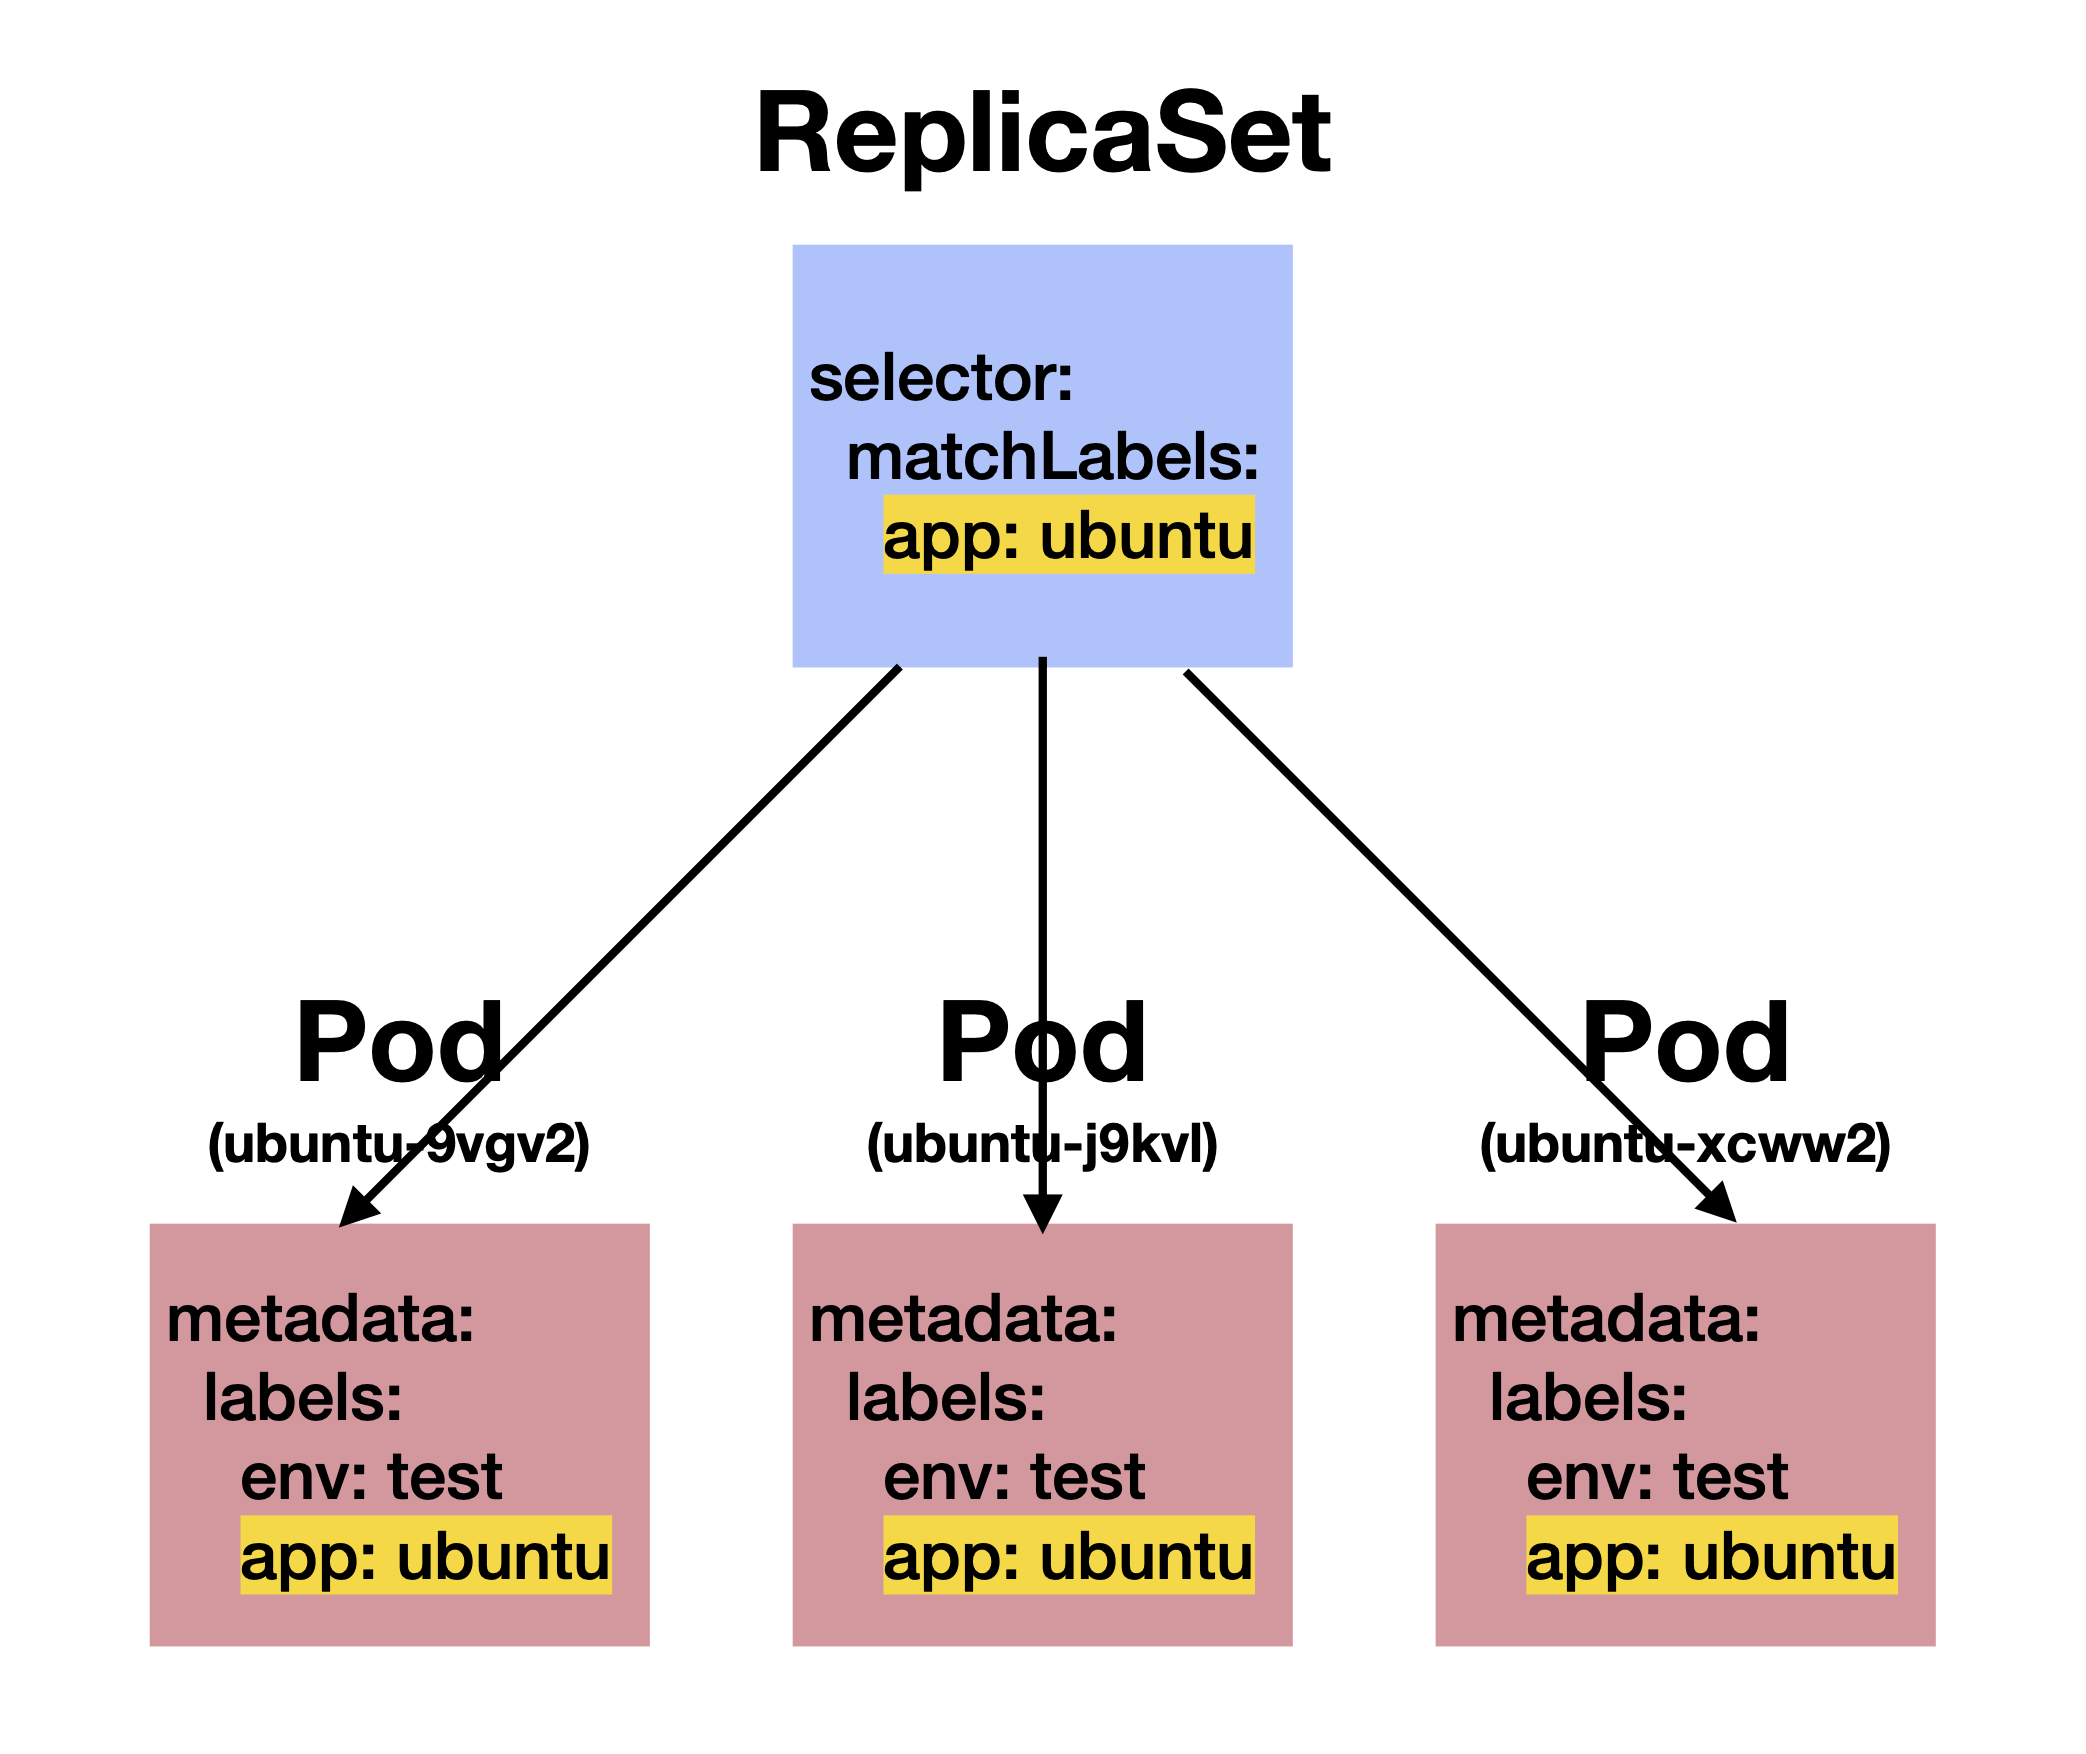 ReplicaSet
selector:
matchLabels:
app: ubuntu
Pod
(ubuntu-9vgv2)
metadata:
labels:
env: test
app: ubuntu
Pod
(ubuntu-j9kvl)
metadata:
labels:
env: test
app: ubuntu
Pod
(ubuntu-xcww2)
metadata:
labels:
env: test
app: ubuntu